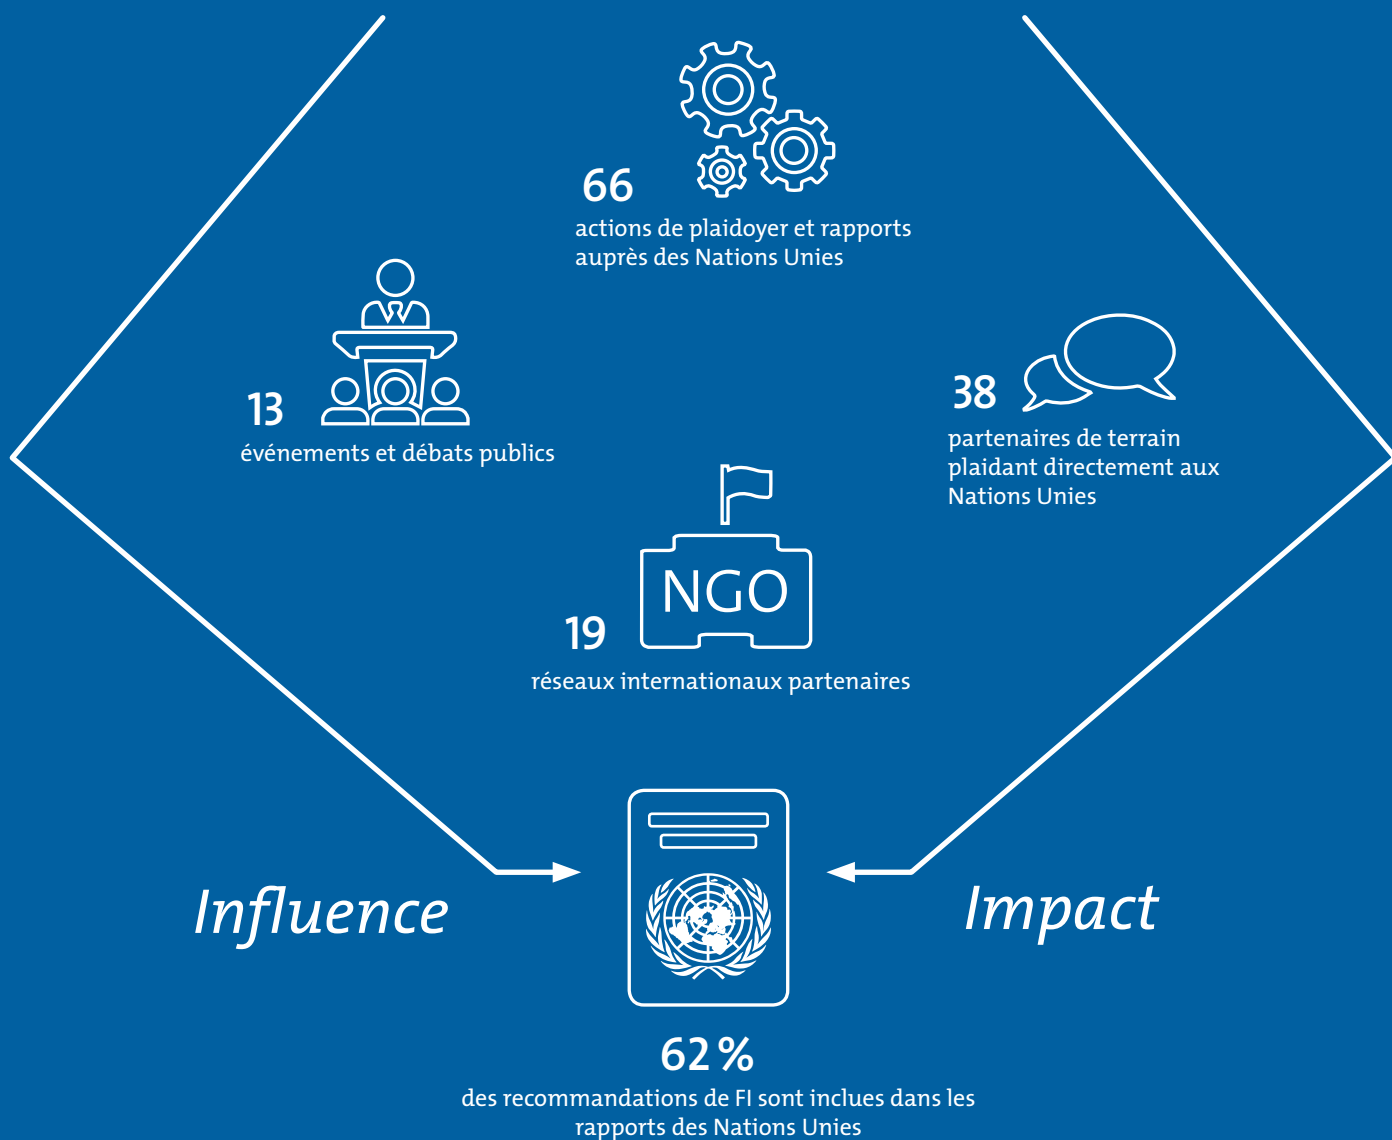 66
actions de plaidoyer et rapports
auprès des Nations Unies
13
événements et débats publics
38
partenaires de terrain
plaidant directement aux
Nations Unies
NGO
19
réseaux internationaux partenaires
Influence
Impact
62 %
des recommandations de FI sont inclues dans les
rapports des Nations Unies